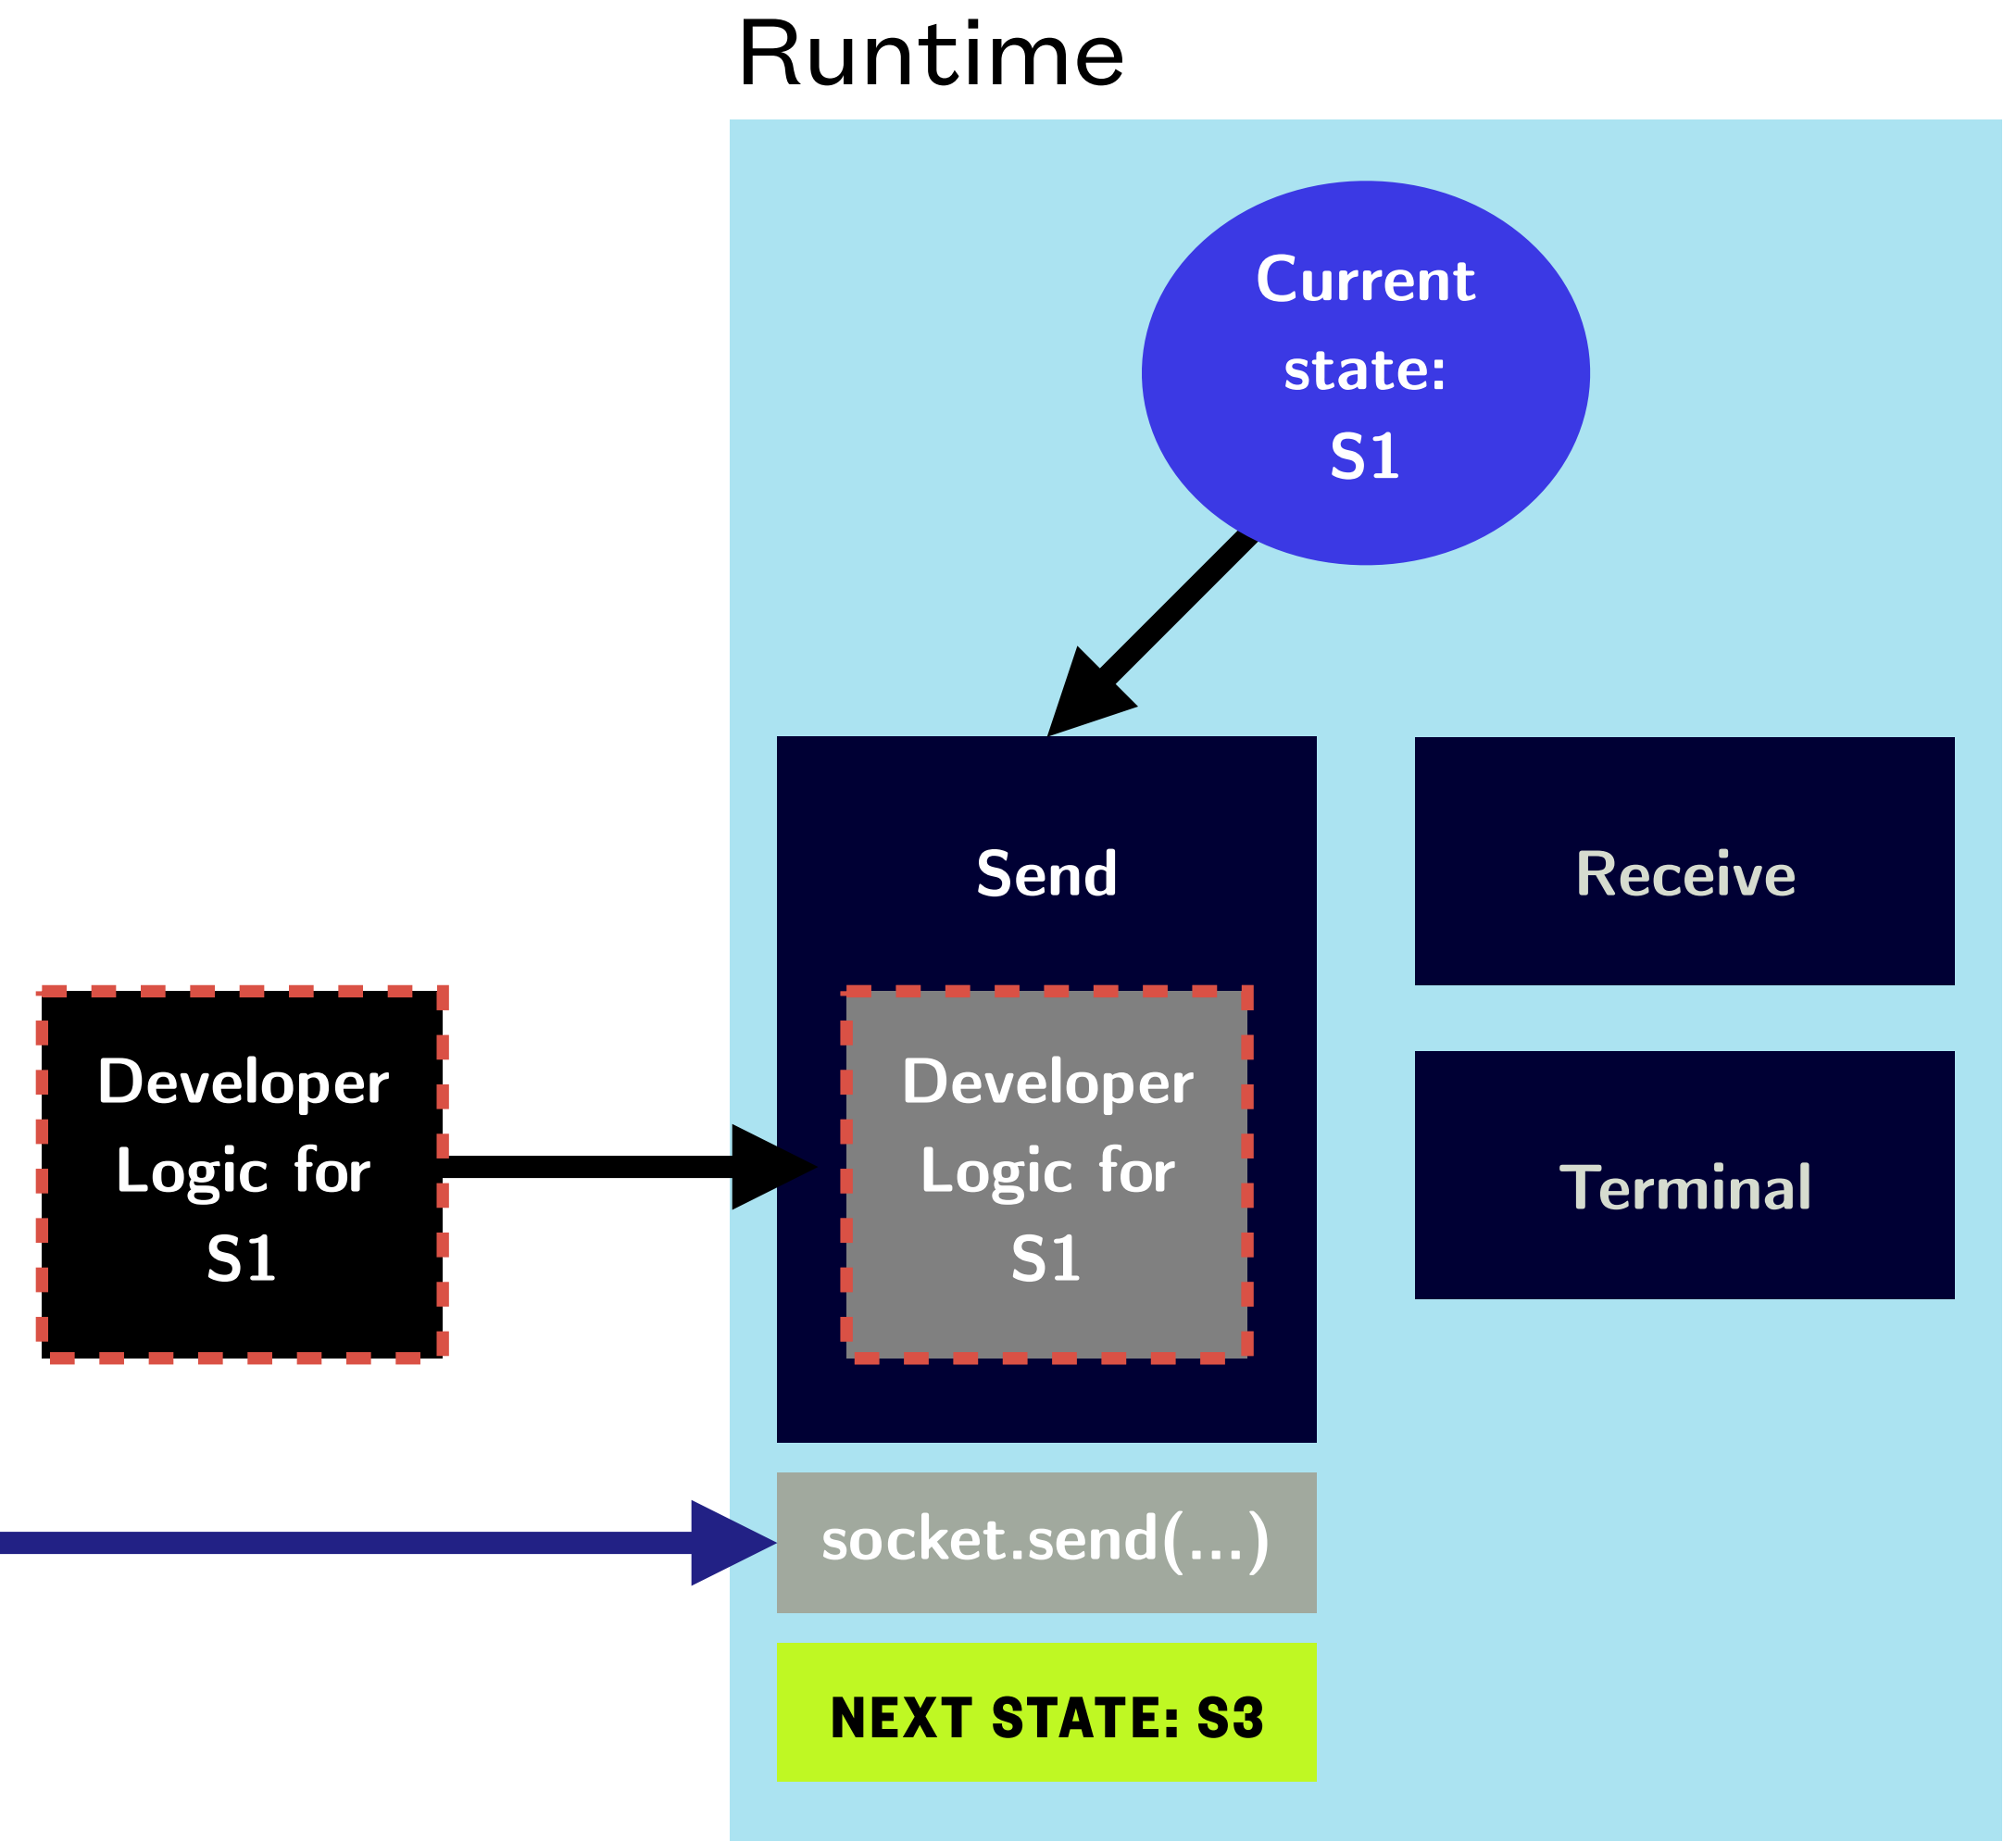 Runtime
Current
state:
S1
Send
Receive
Developer
Logic for
S1
Developer
Logic for
S1
Terminal
socket.send(...)
NEXT STATE: S3